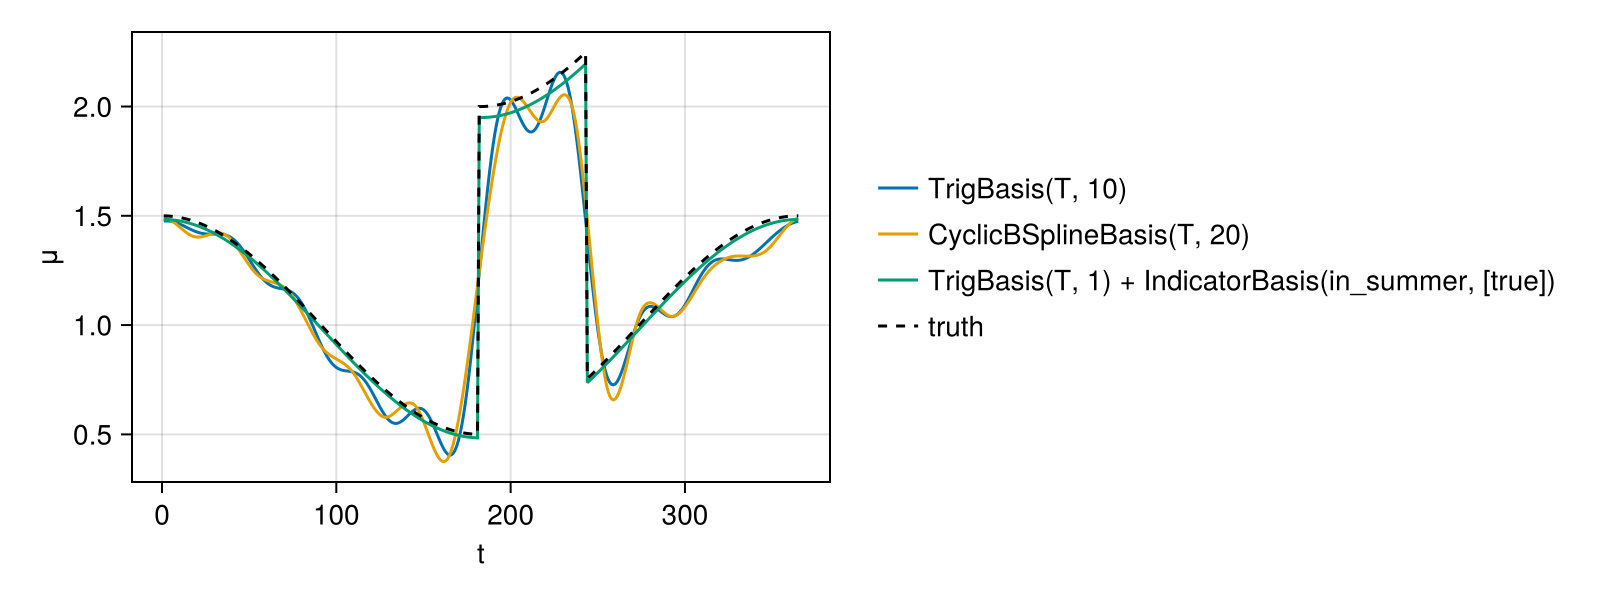 2.0
1.5
1.0
0.5
μ
0
100
200
300
t
TrigBasis(T, 10)
CyclicBSplineBasis(T, 20)
TrigBasis(T, 1) + IndicatorBasis(in_summer, [true])
truth